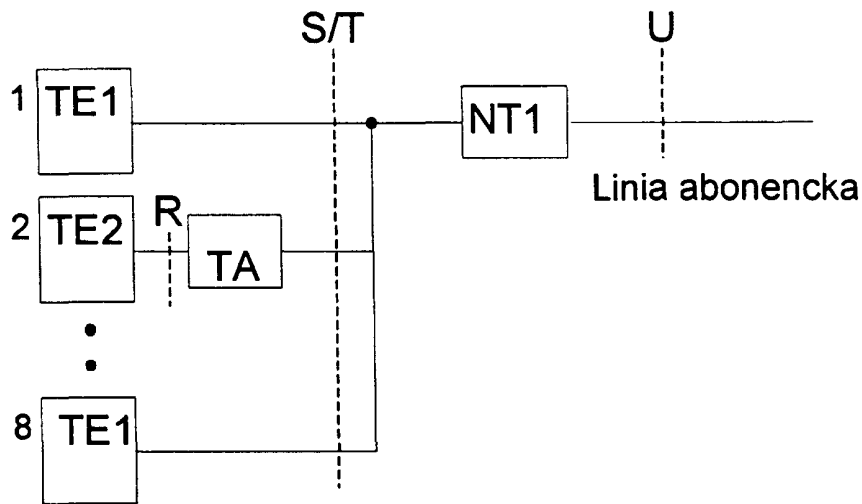 S/T
U
1
TE1
NT1
Linia abonencka
2
TE2
R
TA
8
TE1